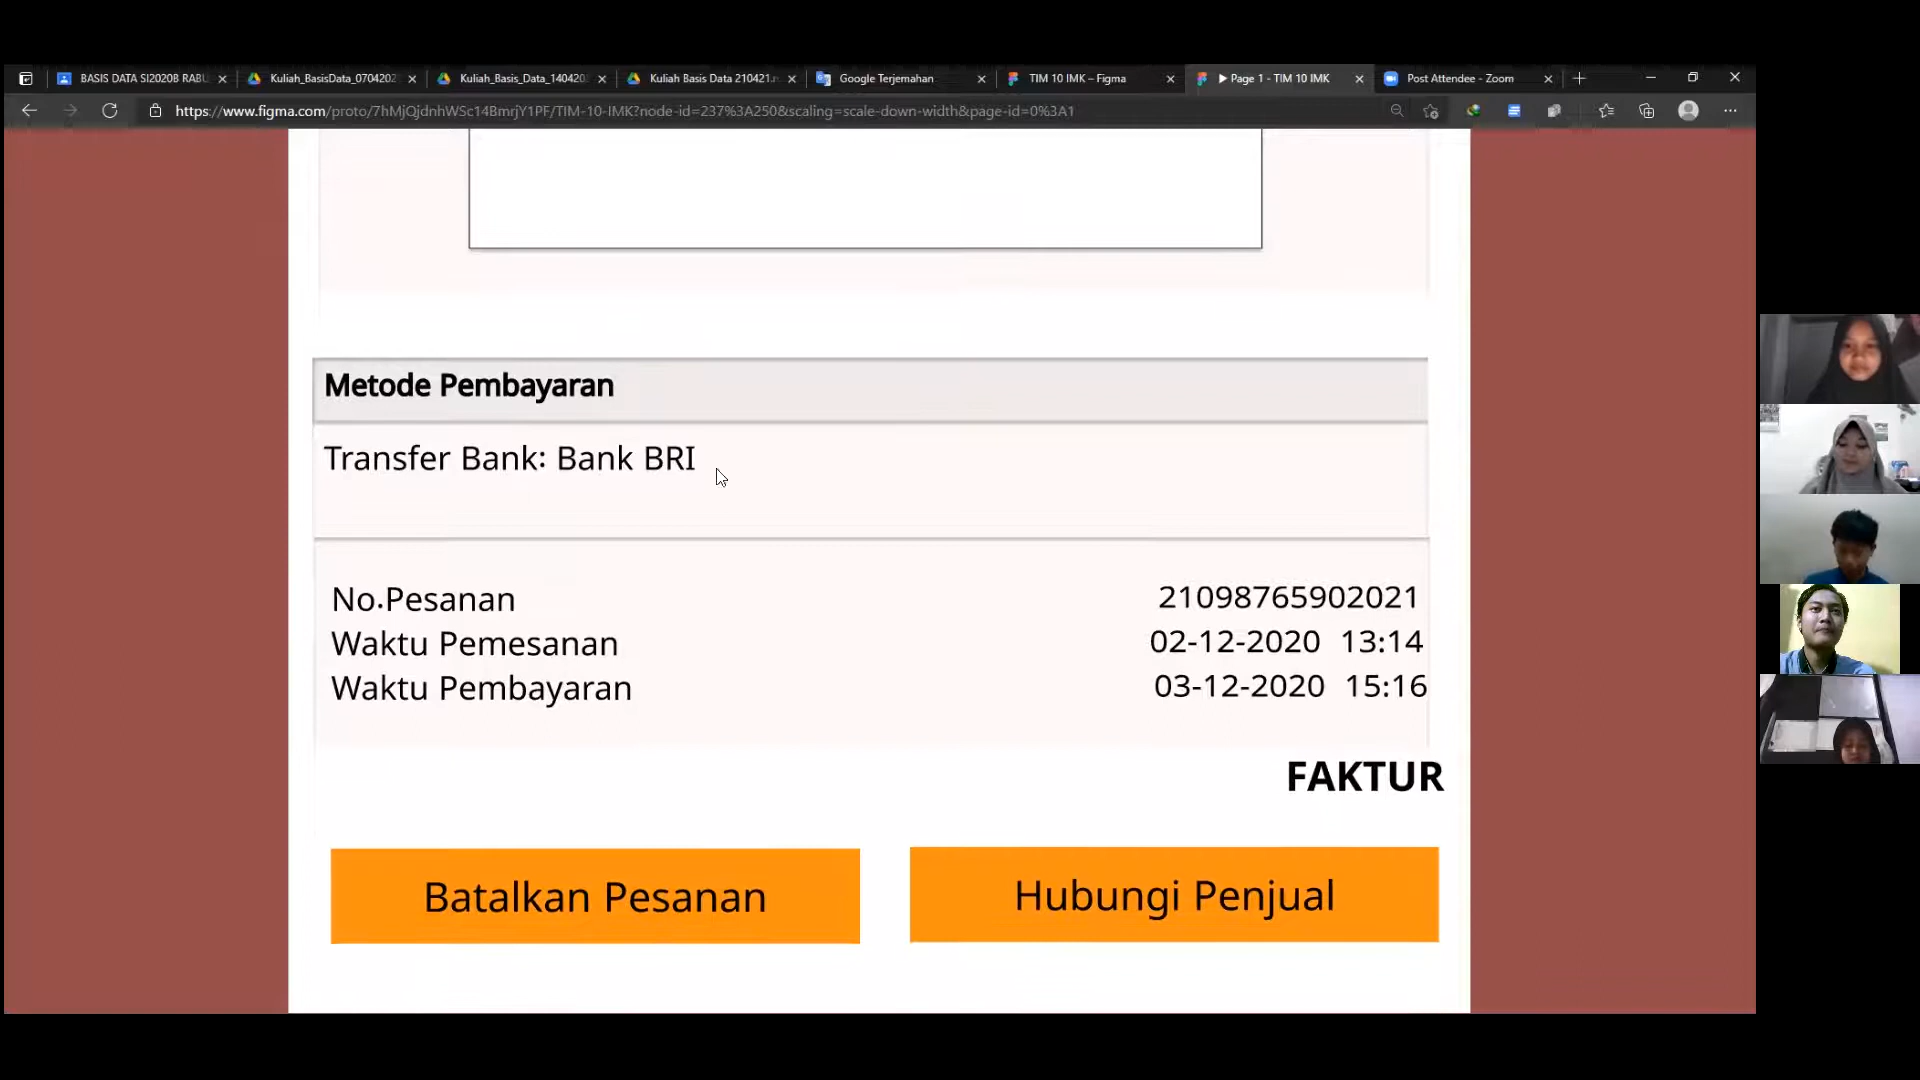 BASIS DATA SI2020B RABU
Kuliah_BasisData_0704202
Kuliah_Basis_Data_1404202
Kuliah Basis Data 210421.m
Google Terjemahan
TIM 10 IMK – Figma
▶ Page 1 - TIM 10 IMK
Post Attendee - Zoom
https://www.figma.com/proto/7hMjQjdnhWSc14BmrjY1PF/TIM-10-IMK?node-id=237%3A250&scaling=scale-down-width&page-id=0%3A1
Metode Pembayaran
Transfer Bank: Bank BRI
No.Pesanan 21098765902021
Waktu Pemesanan 02-12-2020 13:14
Waktu Pembayaran 03-12-2020 15:16
FAKTUR
Batalkan Pesanan
Hubungi Penjual